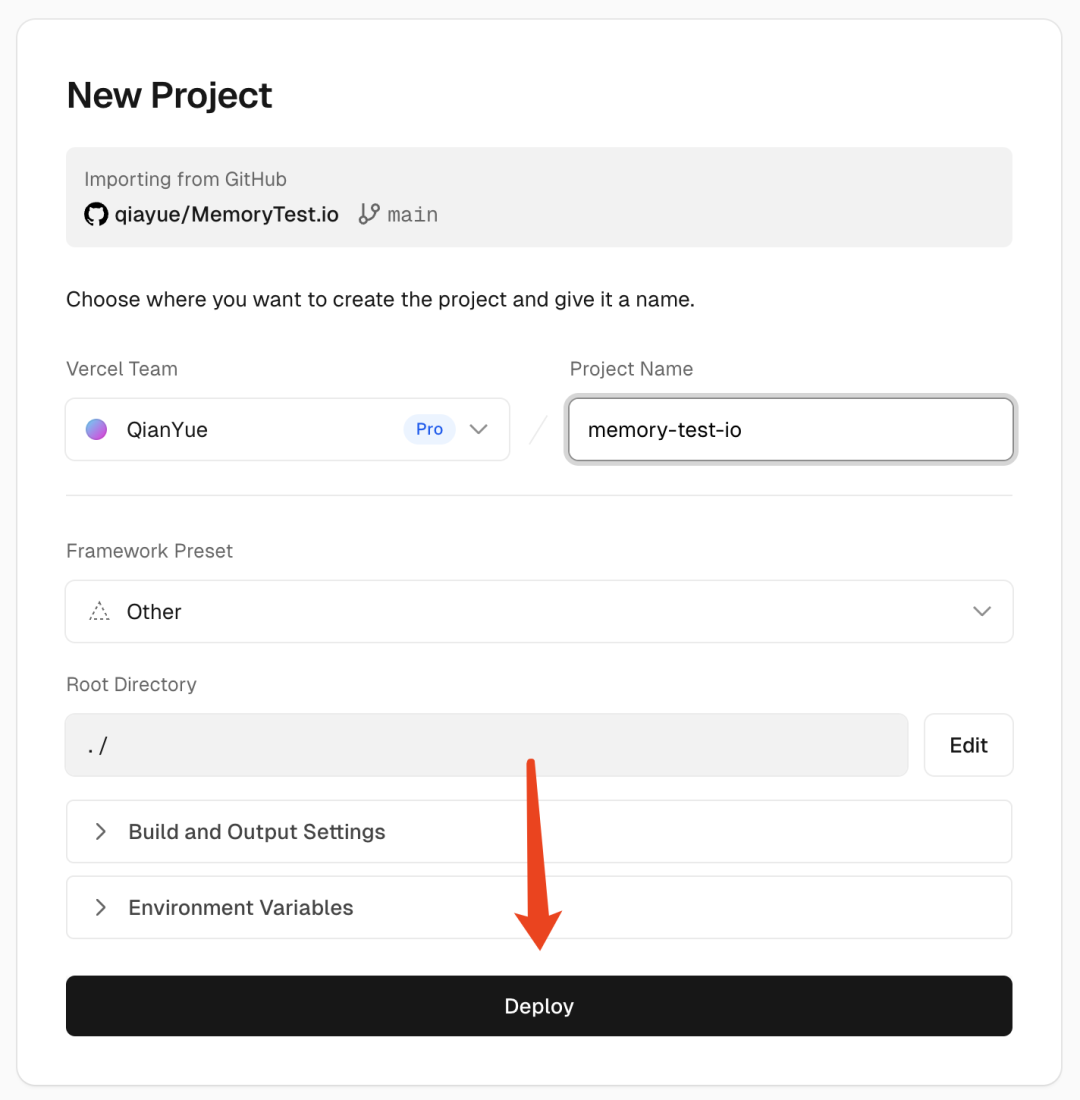 New Project
Importing from GitHub
qiayue/MemoryTest.io main
Choose where you want to create the project and give it a name.
Vercel Team
Project Name
QianYue Pro
memory-test-io
Framework Preset
Other
Root Directory
./
Edit
Build and Output Settings
Environment Variables
Deploy